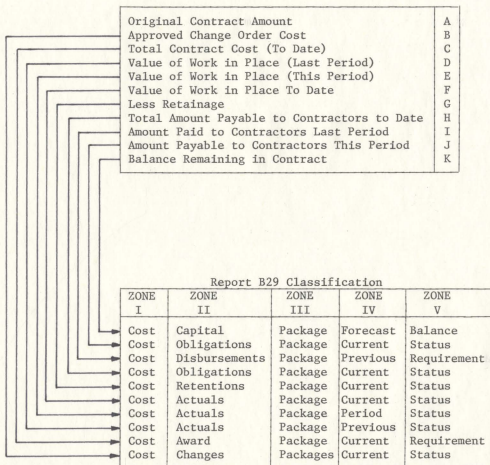 Original Contract Amount A
Approved Change Order Cost B
Total Contract Cost (To Date) C
Value of Work in Place (Last Period) D
Value of Work in Place (This Period) E
Value of Work in Place To Date F
Less Retainage G
Total Amount Payable to Contractors to Date H
Amount Paid to Contractors Last Period I
Amount Payable to Contractors This Period J
Balance Remaining in Contract K
Report B29 Classification
ZONE ZONE ZONE ZONE ZONE
I II III IV V
Cost Capital Package Forecast Balance
Cost Obligations Package Current Status
Cost Disbursements Package Previous Requirement
Cost Obligations Package Current Status
Cost Retentions Package Current Status
Cost Actuals Package Current Status
Cost Actuals Package Period Status
Cost Actuals Package Previous Status
Cost Award Package Current Requirement
Cost Changes Packages Current Status